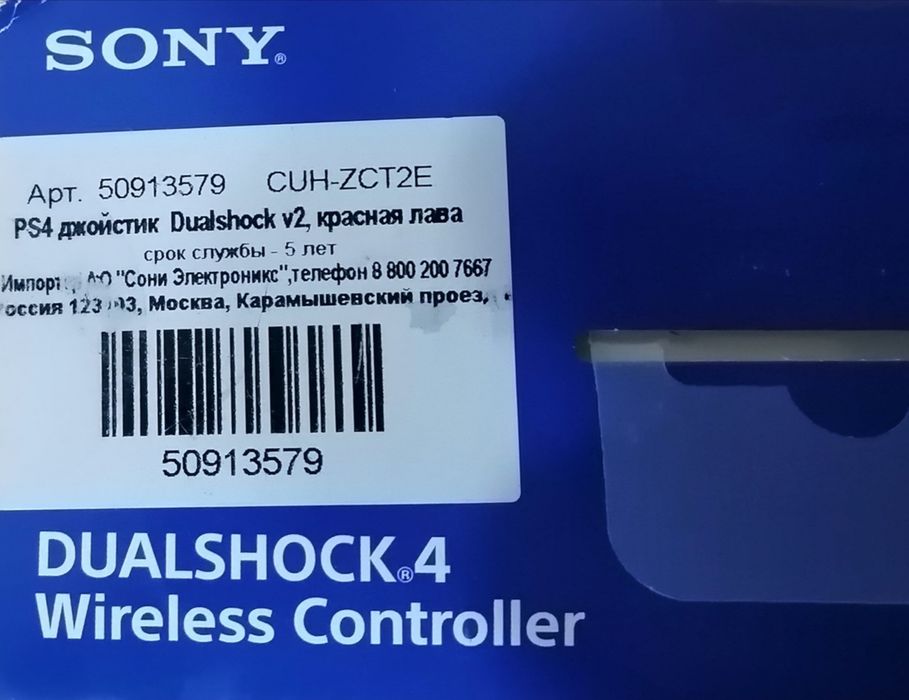 SONY®
Арт. 50913579 CUH-ZCT2E
PS4 джойстик Dualshock v2, красная лава
срок службы - 5 лет
"Сони Электроникс",телефон 8 800 200 7667
Москва, Карамышевский проез,
50913579
DUALSHOCK®4
Wireless Controller